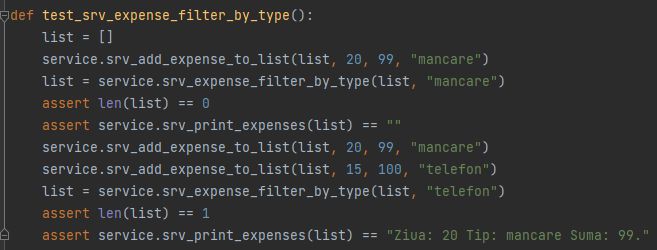 def test_srv_expense_filter_by_type():
    list = []
    service.srv_add_expense_to_list(list, 20, 99, "mancare")
    list = service.srv_expense_filter_by_type(list, "mancare")
    assert len(list) == 0
    assert service.srv_print_expenses(list) == ""
    service.srv_add_expense_to_list(list, 20, 99, "mancare")
    service.srv_add_expense_to_list(list, 15, 100, "telefon")
    list = service.srv_expense_filter_by_type(list, "telefon")
    assert len(list) == 1
    assert service.srv_print_expenses(list) == "Ziua: 20 Tip: mancare Suma: 99."